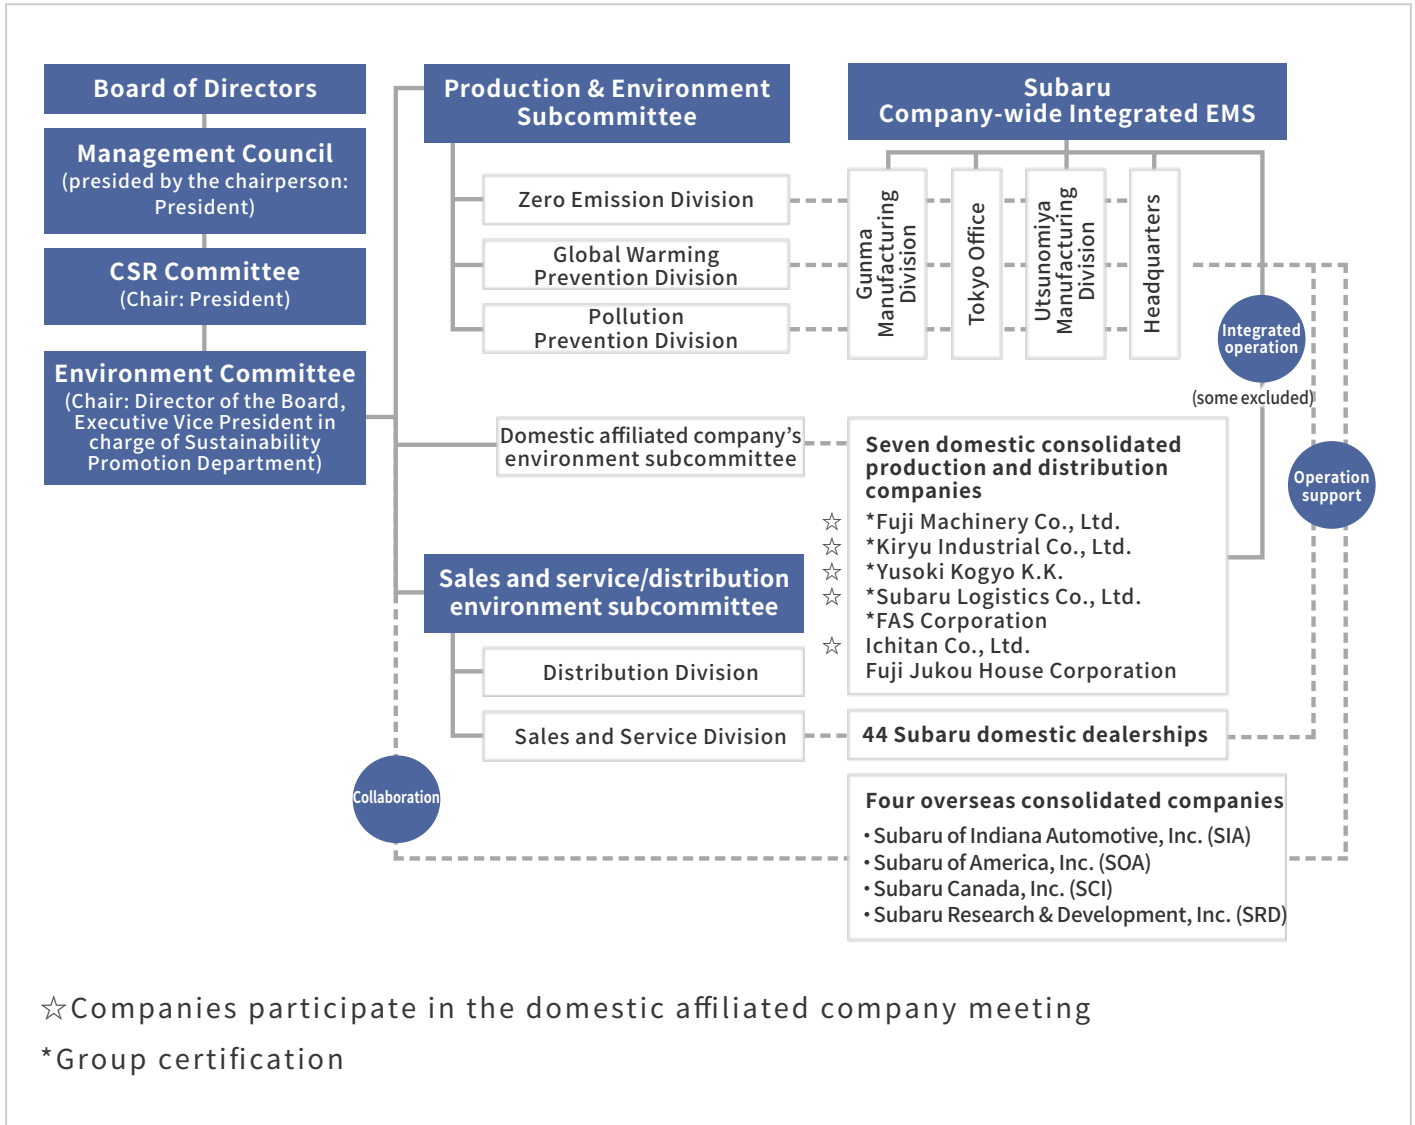 Board of Directors
Management Council
(presided by the chairperson:
President)
CSR Committee
(Chair: President)
Environment Committee
(Chair: Director of the Board,
Executive Vice President in
charge of Sustainability
Promotion Department)
Production & Environment
Subcommittee
Zero Emission Division
Global Warming
Prevention Division
Pollution
Prevention Division
Domestic affiliated company’s
environment subcommittee
Sales and service/distribution
environment subcommittee
Distribution Division
Sales and Service Division
Collaboration
Subaru
Company-wide Integrated EMS
Gunma
Manufacturing
Division
Tokyo Office
Utsunomiya
Manufacturing
Division
Headquarters
Integrated
operation
(some excluded)
Operation
support
Seven domestic consolidated
production and distribution
companies
☆ *Fuji Machinery Co., Ltd.
☆ *Kiryu Industrial Co., Ltd.
☆ *Yusoki Kogyo K.K.
☆ *Subaru Logistics Co., Ltd.
*FAS Corporation
☆ Ichitan Co., Ltd.
Fuji Jukou House Corporation
44 Subaru domestic dealerships
Four overseas consolidated companies
・Subaru of Indiana Automotive, Inc. (SIA)
・Subaru of America, Inc. (SOA)
・Subaru Canada, Inc. (SCI)
・Subaru Research & Development, Inc. (SRD)
☆Companies participate in the domestic affiliated company meeting
*Group certification